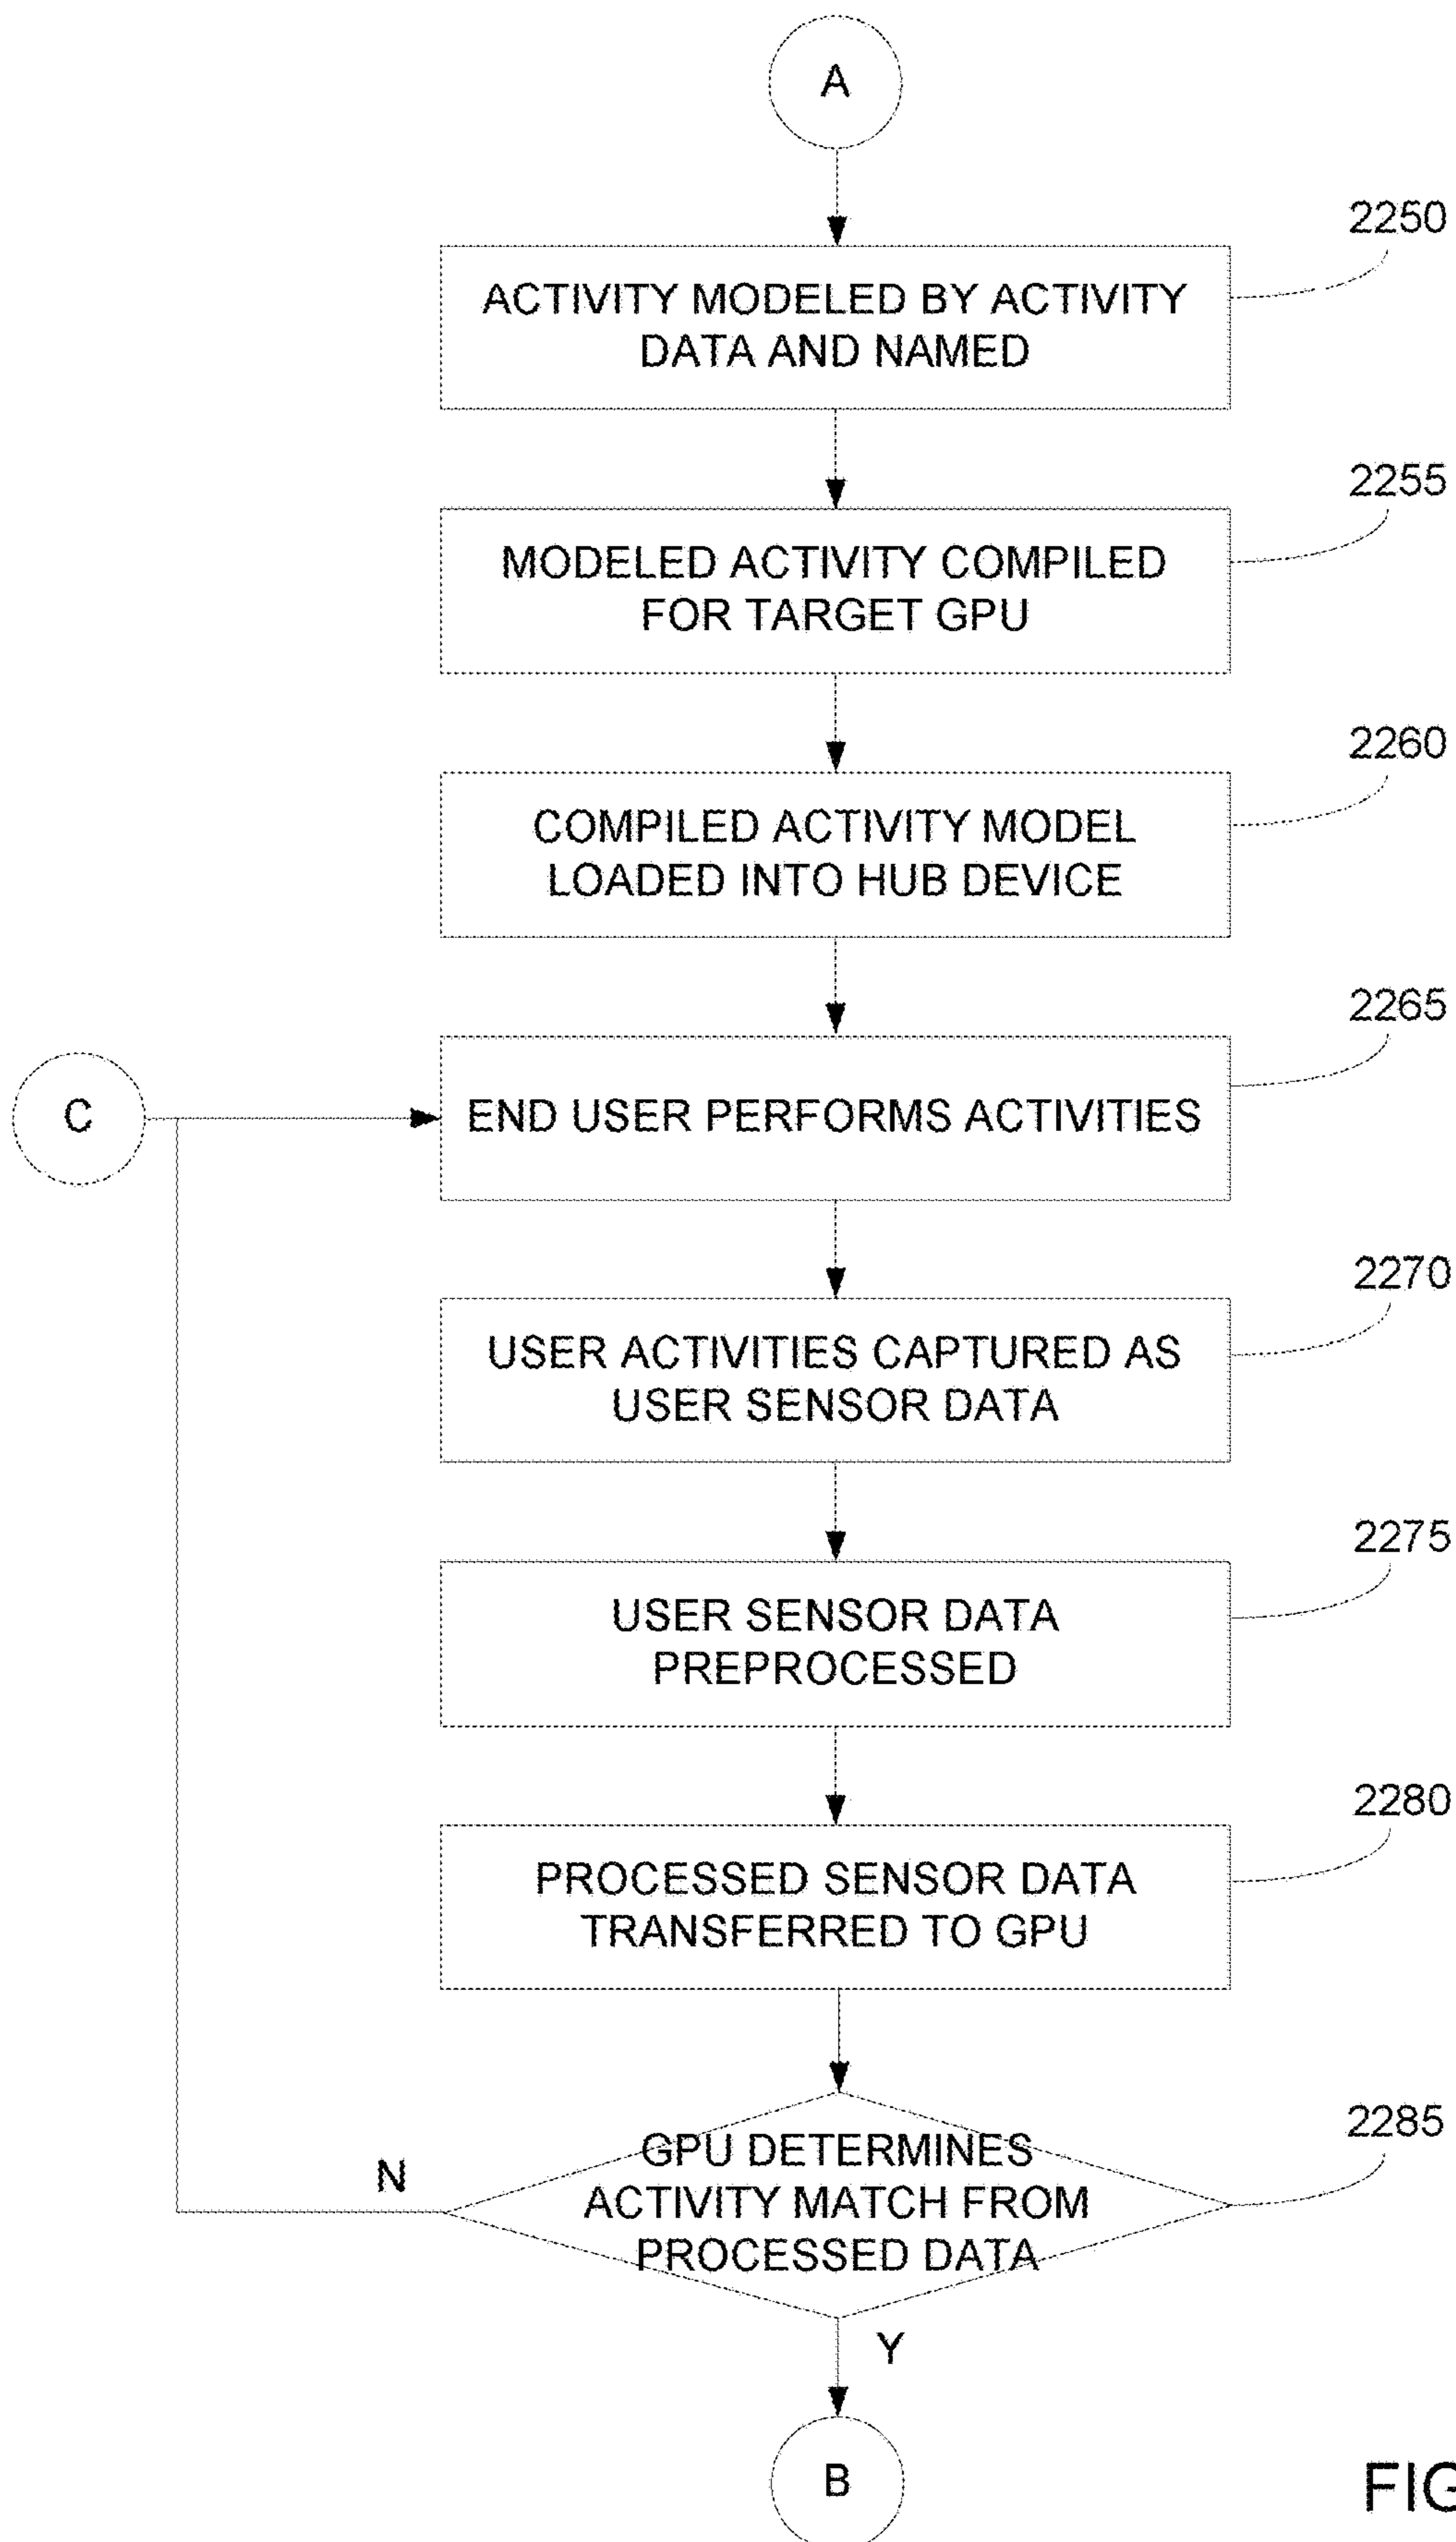 A
2250
ACTIVITY MODELED BY ACTIVITY
DATA AND NAMED
2255
MODELED ACTIVITY COMPILED
FOR TARGET GPU
2260
COMPILED ACTIVITY MODEL
LOADED INTO HUB DEVICE
2265
C
END USER PERFORMS ACTIVITIES
2270
USER ACTIVITIES CAPTURED AS
USER SENSOR DATA
2275
USER SENSOR DATA
PREPROCESSED
2280
PROCESSED SENSOR DATA
TRANSFERRED TO GPU
2285
N
GPU DETERMINES
ACTIVITY MATCH FROM
PROCESSED DATA
Y
B
FIG